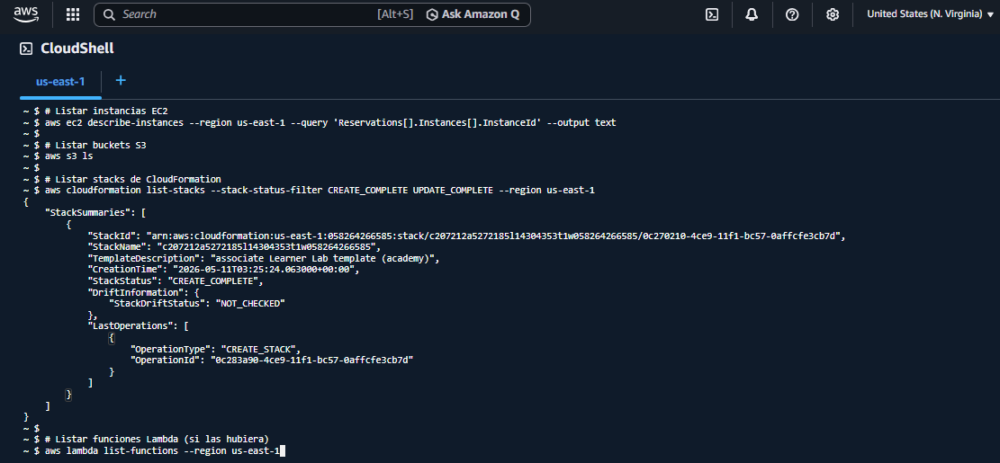 aws
Search
[Alt+S]
Ask Amazon Q
United States (N. Virginia)
CloudShell
us-east-1
+
~ $ # Listar instancias EC2
~ $ aws ec2 describe-instances --region us-east-1 --query 'Reservations[].Instances[].InstanceId' --output text
~ $
~ $ # Listar buckets S3
~ $ aws s3 ls
~ $
~ $ # Listar stacks de CloudFormation
~ $ aws cloudformation list-stacks --stack-status-filter CREATE_COMPLETE UPDATE_COMPLETE --region us-east-1
{
    "StackSummaries": [
        {
            "StackId": "arn:aws:cloudformation:us-east-1:058264266585:stack/c207212a5272185l14304353t1w058264266585/0c270210-4ce9-11f1-bc57-0affcfe3cb7d",
            "StackName": "c207212a5272185l14304353t1w058264266585",
            "TemplateDescription": "associate Learner Lab template (academy)",
            "CreationTime": "2026-05-11T03:25:24.063000+00:00",
            "StackStatus": "CREATE_COMPLETE",
            "DriftInformation": {
                "StackDriftStatus": "NOT_CHECKED"
            },
            "LastOperations": [
                {
                    "OperationType": "CREATE_STACK",
                    "OperationId": "0c283a90-4ce9-11f1-bc57-0affcfe3cb7d"
                }
            ]
        }
    ]
}
~ $
~ $ # Listar funciones Lambda (si las hubiera)
~ $ aws lambda list-functions --region us-east-1